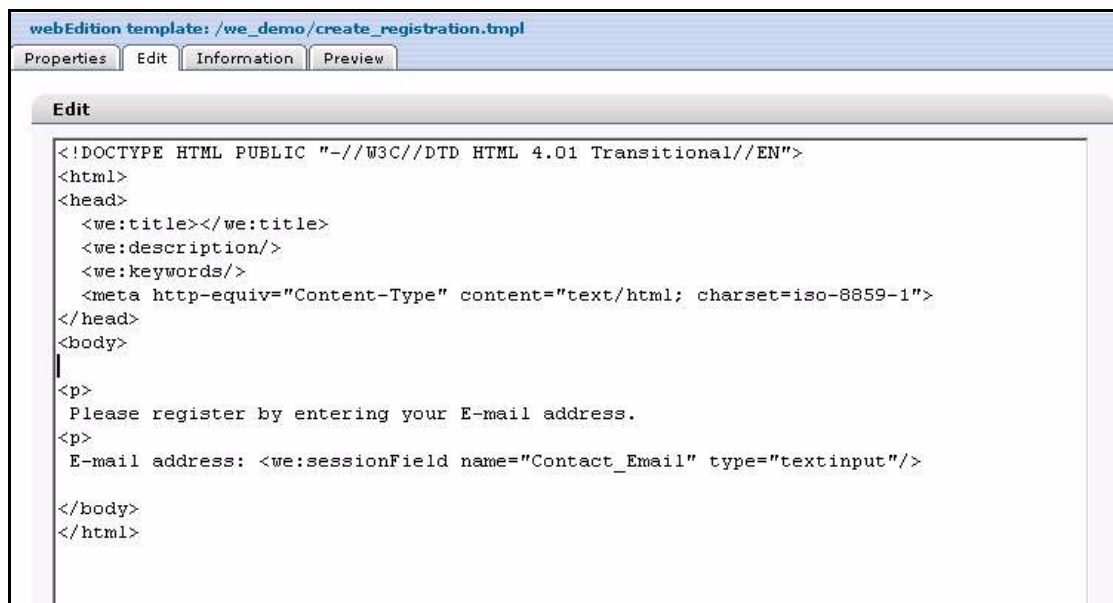 webEdition template: /we_demo/create_registration.tmpl
Properties Edit Information Preview
Edit
<!DOCTYPE HTML PUBLIC "-//W3C//DTD HTML 4.01 Transitional//EN">
<html>
<head>
  <we:title></we:title>
  <we:description/>
  <we:keywords/>
  <meta http-equiv="Content-Type" content="text/html; charset=iso-8859-1">
</head>
<body>
<p>
 Please register by entering your E-mail address.
<p>
 E-mail address: <we:sessionField name="Contact_Email" type="textinput"/>
</body>
</html>